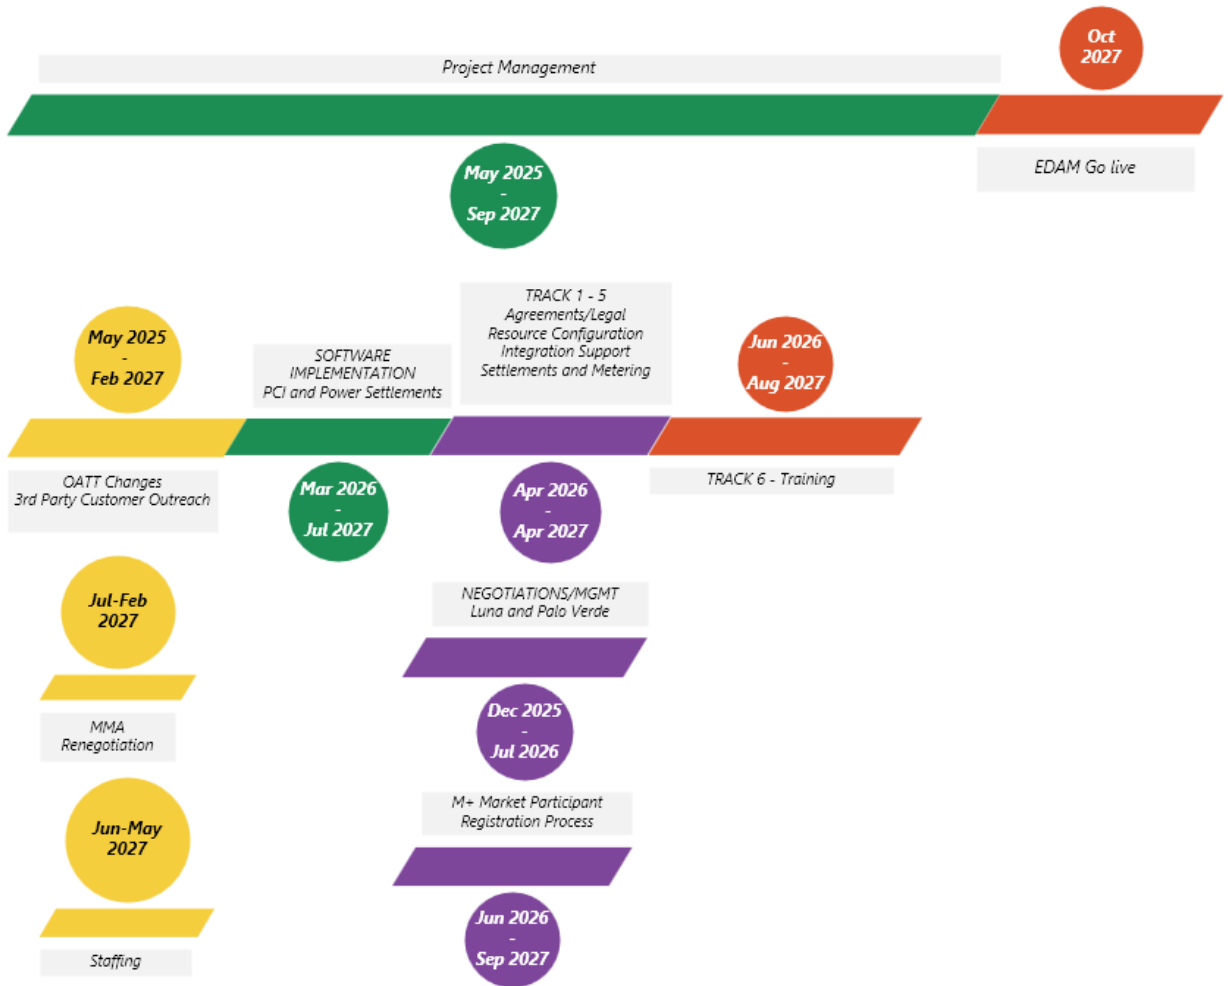 Oct
2027
Project Management
EDAM Go live
May 2025
-
Sep 2027
May 2025
-
Feb 2027
SOFTWARE
IMPLEMENTATION
PCI and Power Settlements
TRACK 1 - 5
Agreements/Legal
Resource Configuration
Integration Support
Settlements and Metering
Jun 2026
-
Aug 2027
OATT Changes
3rd Party Customer Outreach
Mar 2026
-
Jul 2027
Apr 2026
-
Apr 2027
TRACK 6 - Training
Jul-Feb
2027
MMA
Renegotiation
NEGOTIATIONS/MGMT
Luna and Palo Verde
Dec 2025
-
Jul 2026
Jun-May
2027
Staffing
M+ Market Participant
Registration Process
Jun 2026
-
Sep 2027